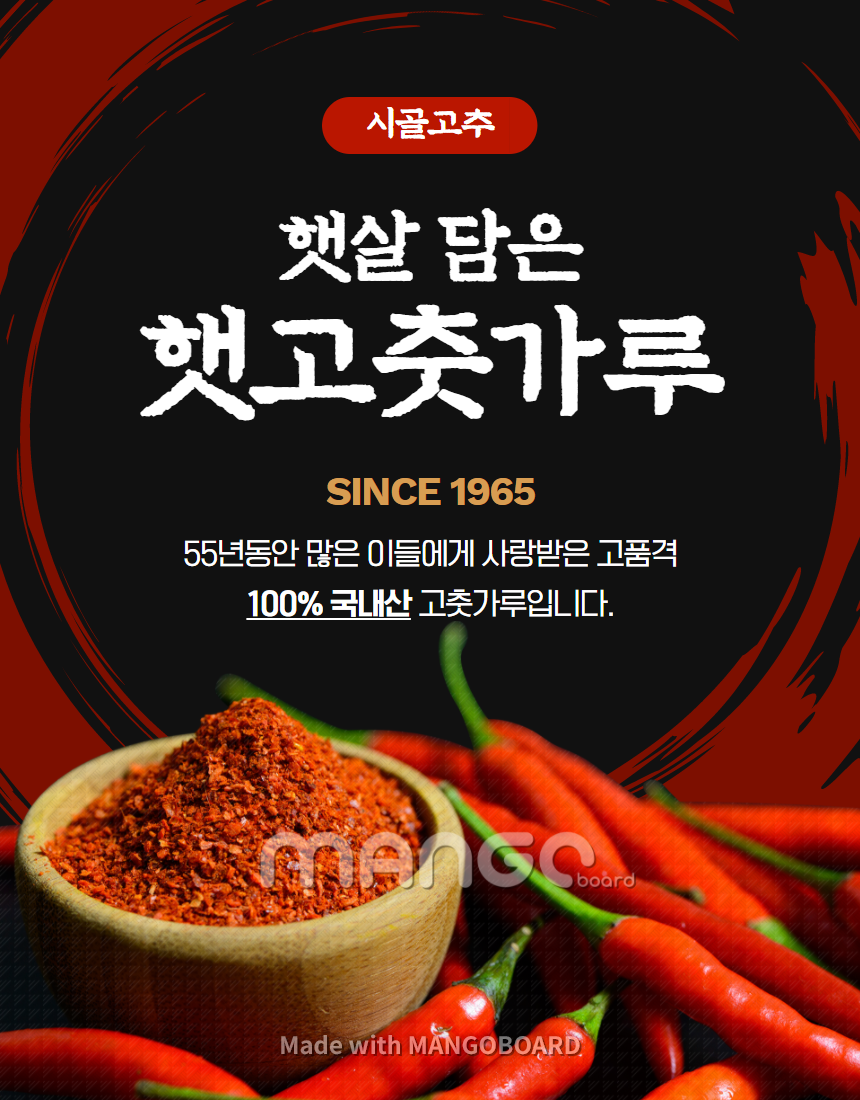 시골고추
햇살 담은
햇고춧가루
SINCE 1965
55년동안 많은 이들에게 사랑받은 고품격
100% 국내산 고춧가루입니다.
MANGO board
Made with MANGOBOARD